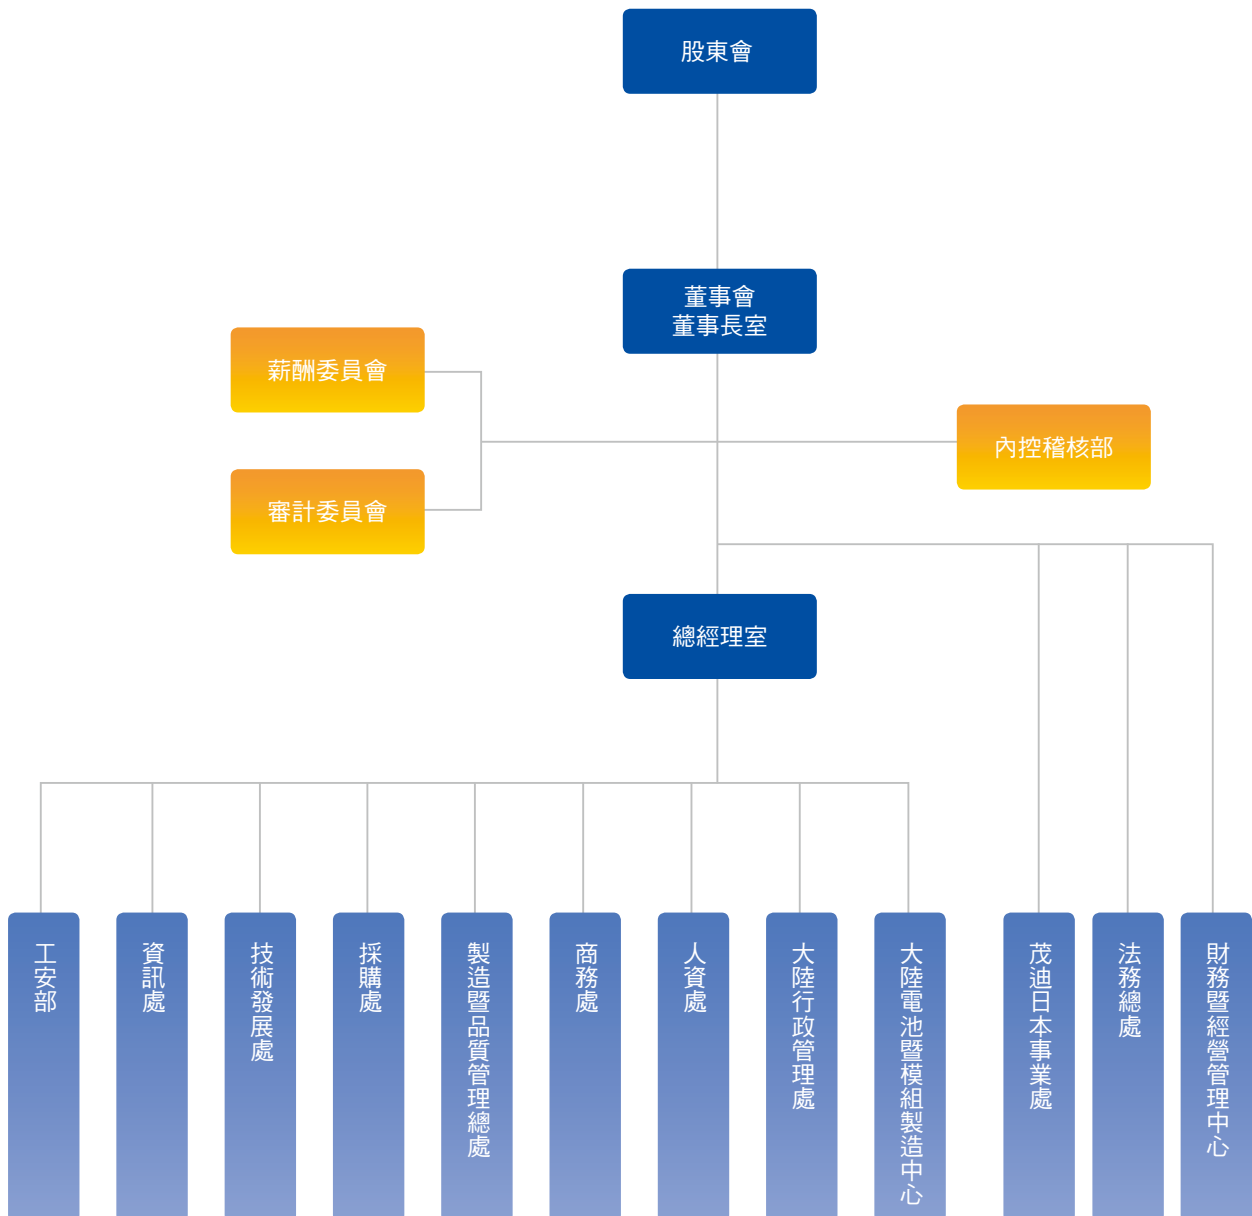 股東會
董事會
董事長室
薪酬委員會
內控稽核部
審計委員會
總經理室
工安部
資訊處
技術發展處
採購處
製造暨品質管理總處
商務處
人資處
大陸行政管理處
大陸電池暨模組製造中心
茂迪日本事業處
法務總處
財務暨經營管理中心